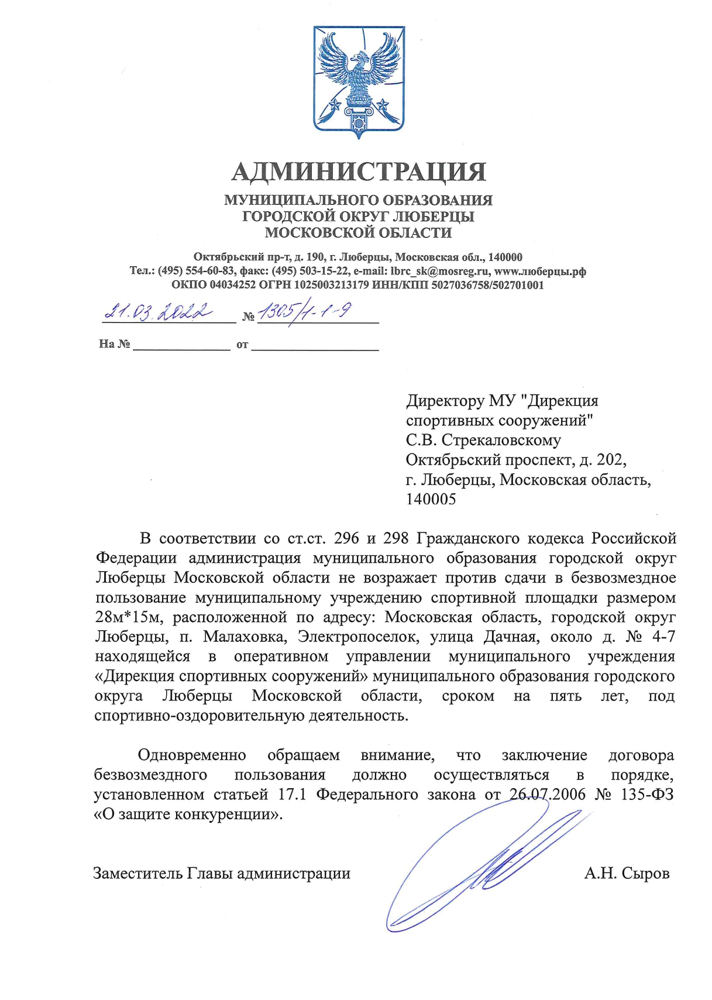 АДМИНИСТРАЦИЯ
МУНИЦИПАЛЬНОГО ОБРАЗОВАНИЯ
ГОРОДСКОЙ ОКРУГ ЛЮБЕРЦЫ
МОСКОВСКОЙ ОБЛАСТИ
Октябрьский пр-т, д. 190, г. Люберцы, Московская обл., 140000
Тел.: (495) 554-60-83, факс: (495) 503-15-22, e-mail: lbrc_sk@mosreg.ru, www.люберцы.рф
ОКПО 04034252 ОГРН 1025003213179 ИНН/КПП 5027036758/502701001
21.03.2022 № 1305/1-1-9
На № от
Директору МУ "Дирекция
спортивных сооружений"
С.В. Стрекаловскому
Октябрьский проспект, д. 202,
г. Люберцы, Московская область,
140005
В соответствии со ст.ст. 296 и 298 Гражданского кодекса Российской
Федерации администрация муниципального образования городской округ
Люберцы Московской области не возражает против сдачи в безвозмездное
пользование муниципальному учреждению спортивной площадки размером
28м*15м, расположенной по адресу: Московская область, городской округ
Люберцы, п. Малаховка, Электропоселок, улица Дачная, около д. № 4-7
находящейся в оперативном управлении муниципального учреждения
«Дирекция спортивных сооружений» муниципального образования городского
округа Люберцы Московской области, сроком на пять лет, под
спортивно-оздоровительную деятельность.
Одновременно обращаем внимание, что заключение договора
безвозмездного пользования должно осуществляться в порядке,
установленном статьей 17.1 Федерального закона от 26.07.2006 № 135-ФЗ
«О защите конкуренции».
Заместитель Главы администрации А.Н. Сыров